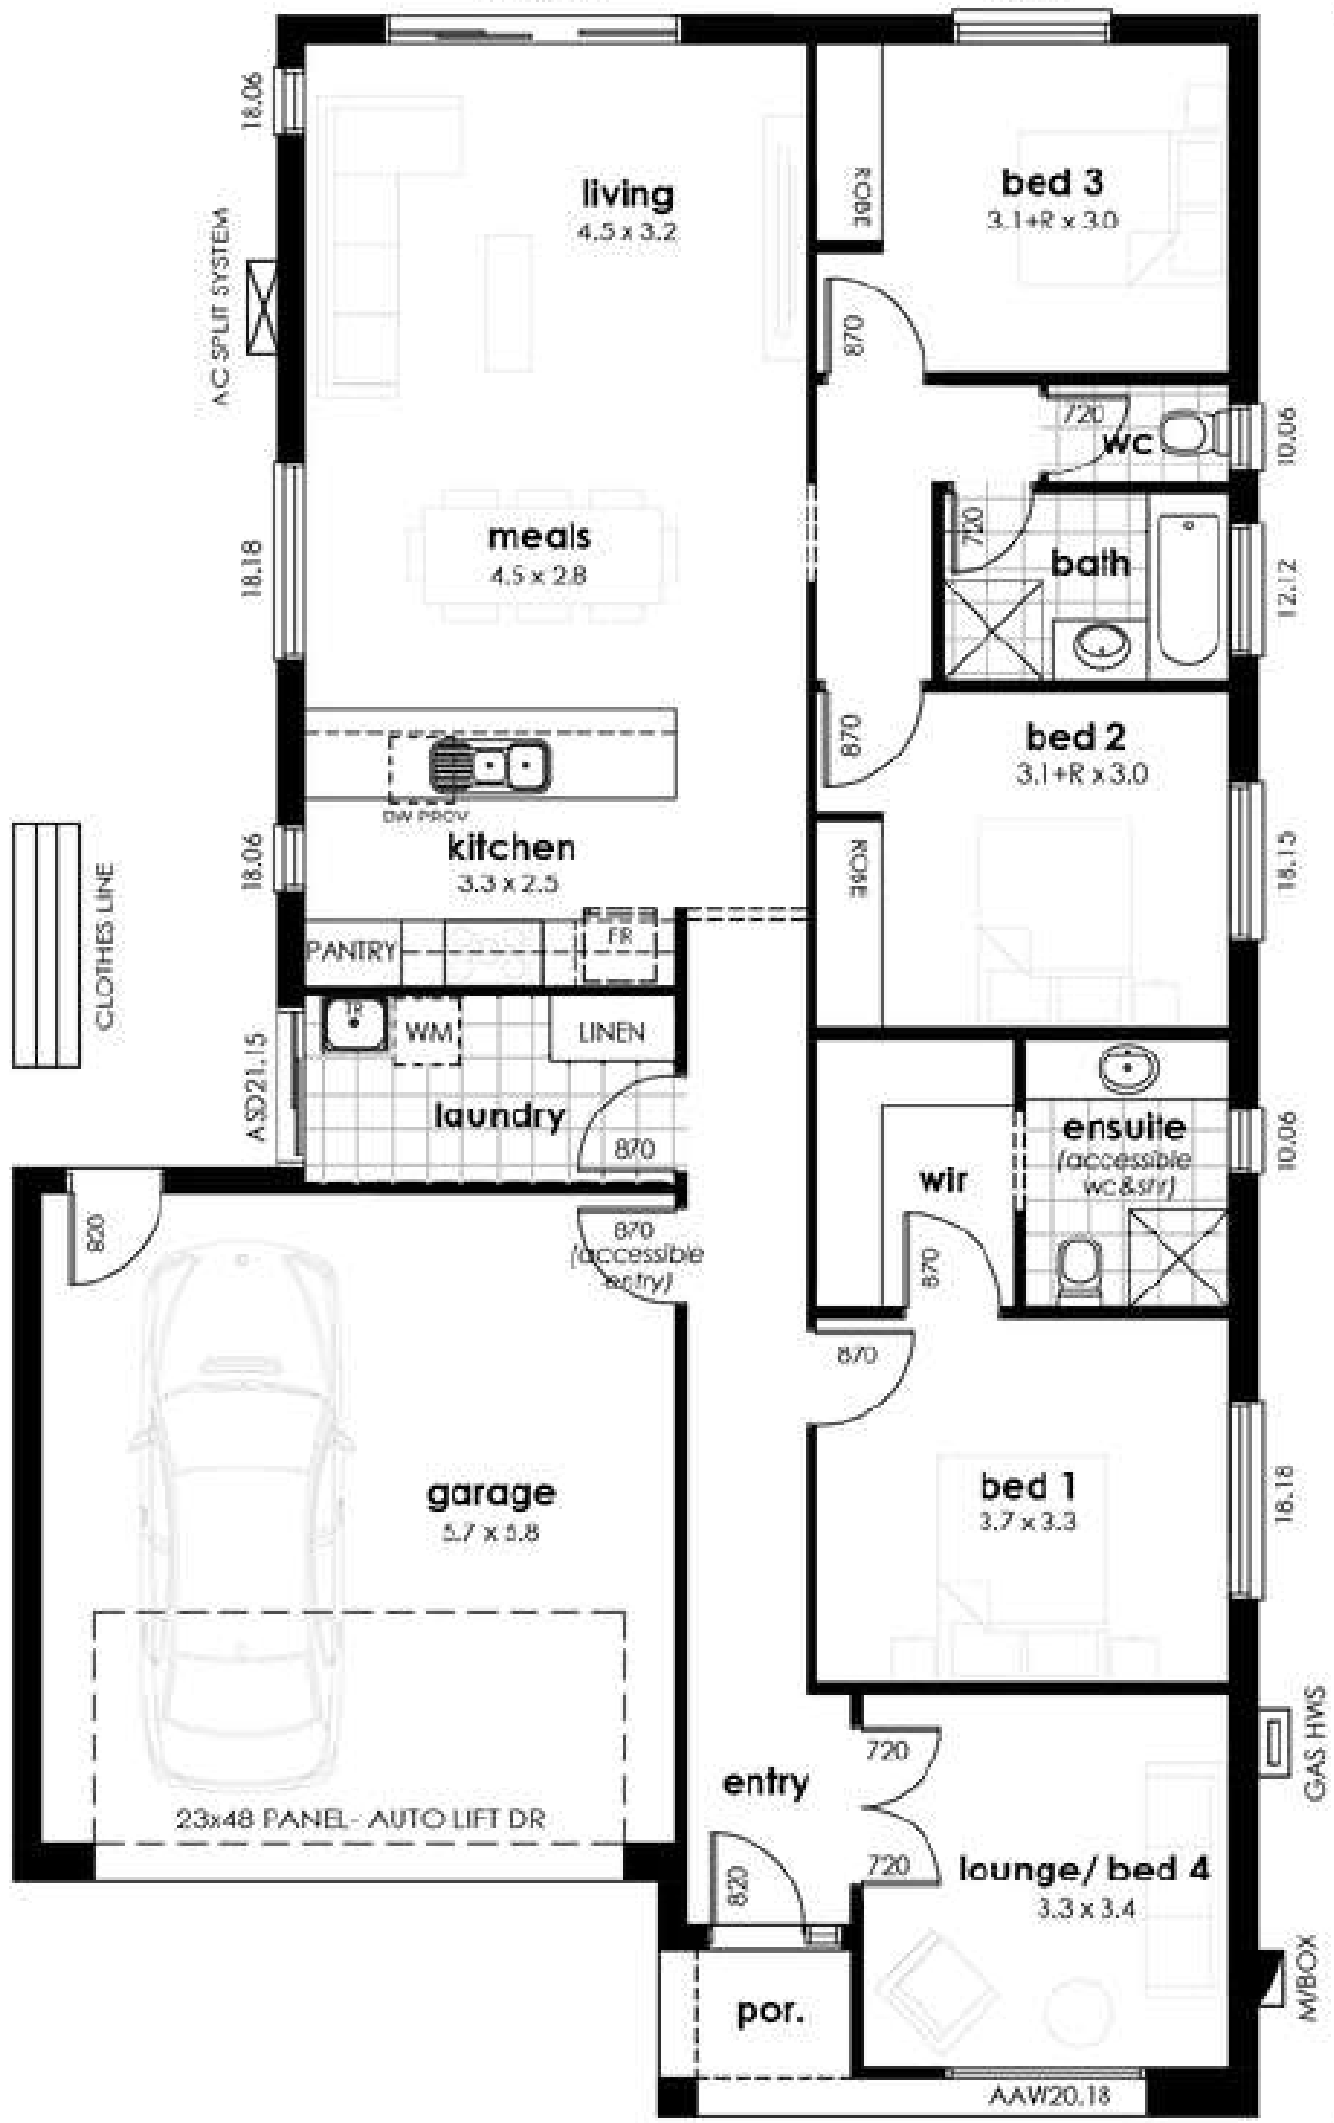 18.06
living
4.5 x 3.2
ROBE
bed 3
3.1+R x 3.0
AC SPLIT SYSTEM
870
720
wc
10.06
18.18
meals
4.5 x 2.8
720
bath
12.12
DW PROV
870
bed 2
3.1+R x 3.0
18.06
kitchen
3.3 x 2.5
ROBE
18.15
CLOTHES LINE
PANTRY
FR
ASD21.15
TR
WM
LINEN
laundry
870
ensuite
(accessible
wc&shr)
10.06
wir
870
820
870
(accessible
entry)
870
garage
5.7 x 5.8
bed 1
3.7 x 3.3
18.18
23x48 PANEL- AUTO LIFT DR
entry
720
GAS HWS
820
720
lounge/ bed 4
3.3 x 3.4
por.
M/BOX
AAW20.18